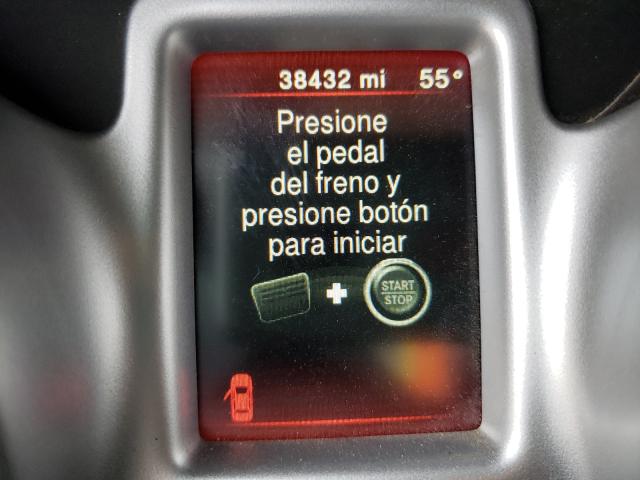 38432 mi 55°
Presione
el pedal
del freno y
presione botón
para iniciar
START
STOP